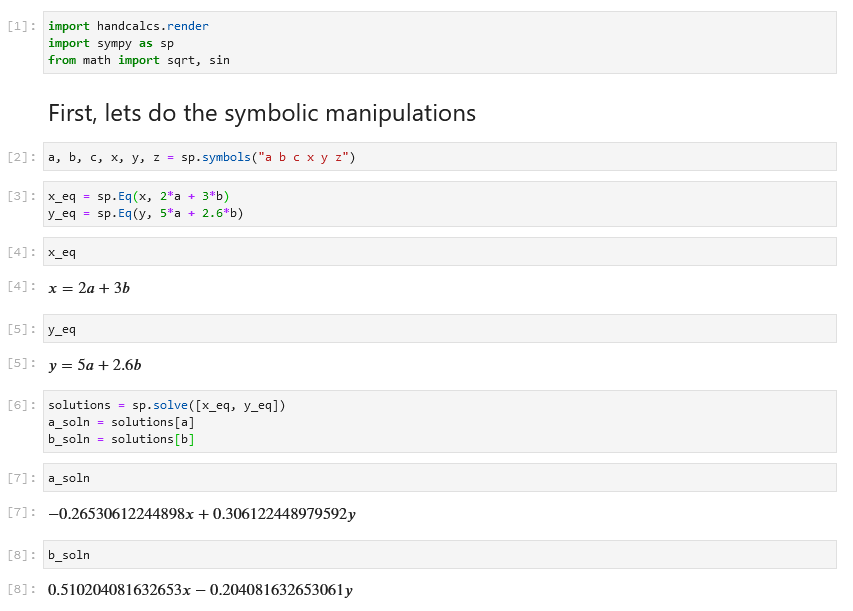 [1]: import handcalcs.render
import sympy as sp
from math import sqrt, sin
First, lets do the symbolic manipulations
[2]: a, b, c, x, y, z = sp.symbols("a b c x y z")
[3]: x_eq = sp.Eq(x, 2*a + 3*b)
y_eq = sp.Eq(y, 5*a + 2.6*b)
[4]: x_eq
[4]: x = 2a + 3b
[5]: y_eq
[5]: y = 5a + 2.6b
[6]: solutions = sp.solve([x_eq, y_eq])
a_soln = solutions[a]
b_soln = solutions[b]
[7]: a_soln
[7]: −0.26530612244898x + 0.306122448979592y
[8]: b_soln
[8]: 0.510204081632653x − 0.204081632653061y